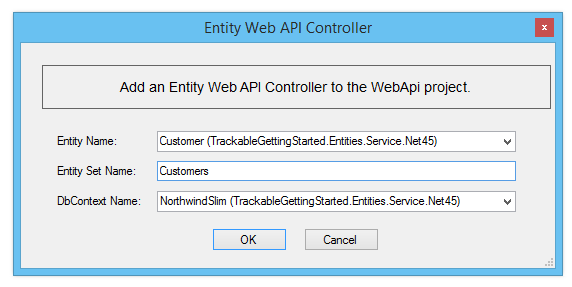 Entity Web API Controller
x
Add an Entity Web API Controller to the WebApi project.
Entity Name: Customer (TrackableGettingStarted.Entities.Service.Net45)
Entity Set Name: Customers
DbContext Name: NorthwindSlim (TrackableGettingStarted.Entities.Service.Net45)
OK Cancel